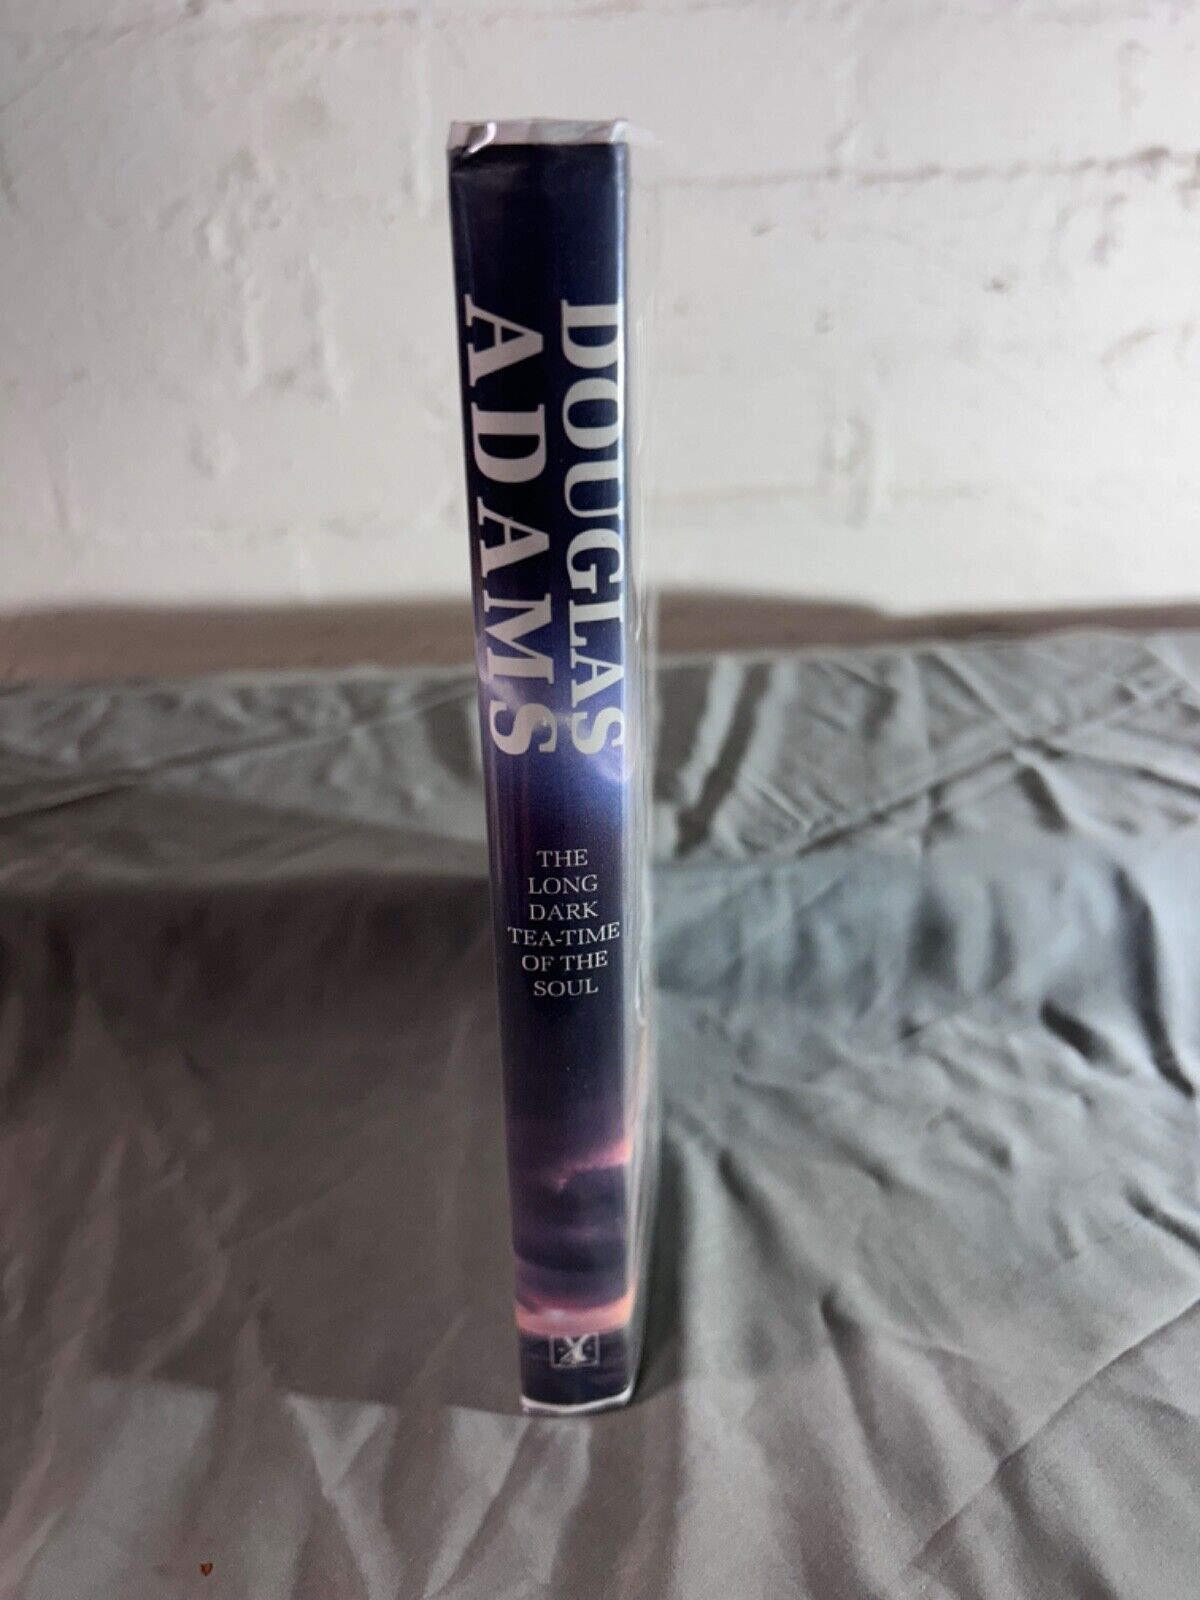 DOUGLAS
ADAMS
THE
LONG
DARK
TEA-TIME
OF THE
SOUL